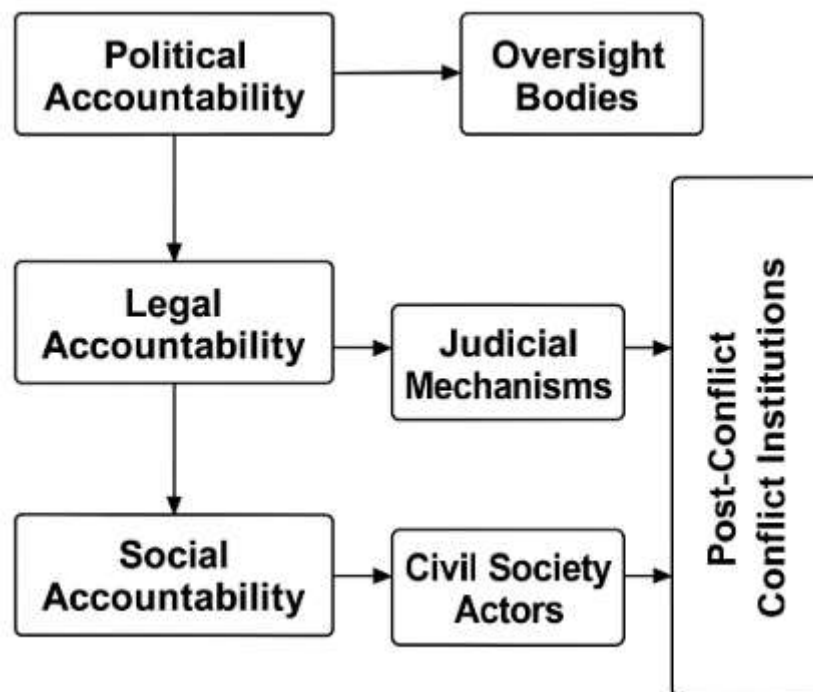 Political
Accountability
Oversight
Bodies
Legal
Accountability
Judicial
Mechanisms
Social
Accountability
Civil Society
Actors
Post-Conflict
Conflict Institutions